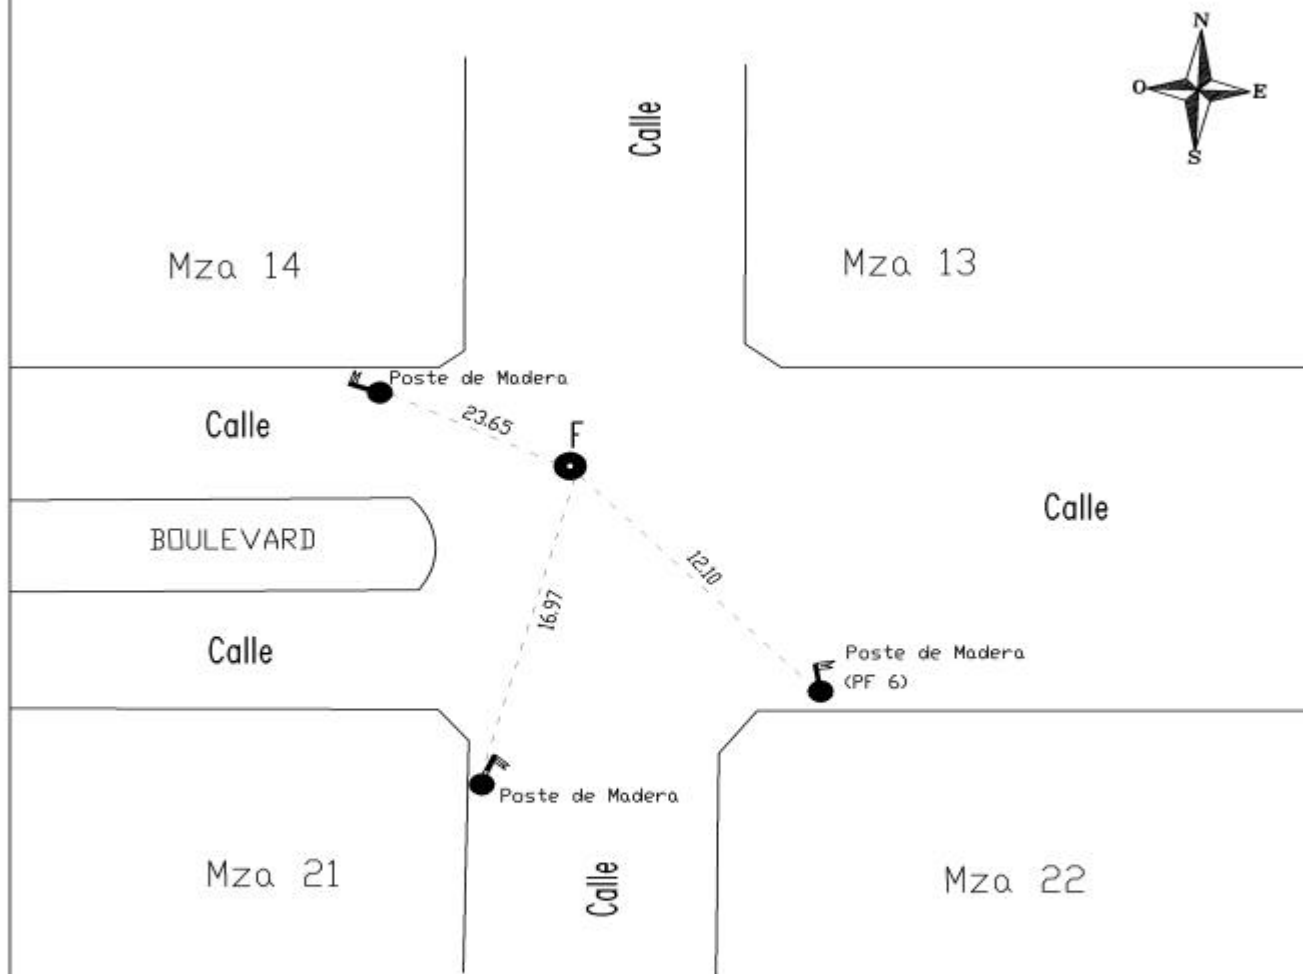 N
O
E
S
Calle
Mza 14
Mza 13
Poste de Madera
23.65
F
Calle
Calle
BOULEVARD
12.10
16.97
Calle
Poste de Madera
(PF 6)
Poste de Madera
Mza 21
Calle
Mza 22